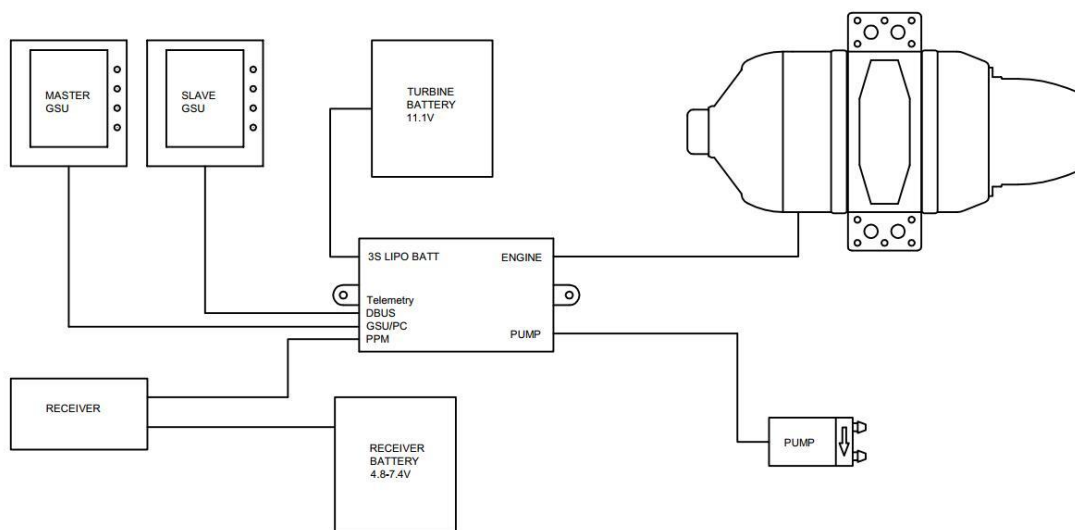 MASTER
GSU
SLAVE
GSU
TURBINE
BATTERY
11.1V
3S LIPO BATT
ENGINE
Telemetry
DBUS
GSU/PC
PPM
PUMP
RECEIVER
RECEIVER
BATTERY
4.8-7.4V
PUMP